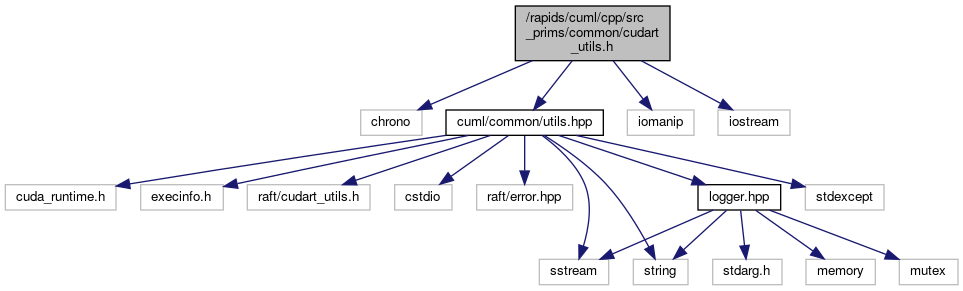 /rapids/cuml/cpp/src
_prims/common/cudart
_utils.h
chrono
cuml/common/utils.hpp
iomanip
iostream
cuda_runtime.h
execinfo.h
raft/cudart_utils.h
cstdio
raft/error.hpp
logger.hpp
stdexcept
sstream
string
stdarg.h
memory
mutex